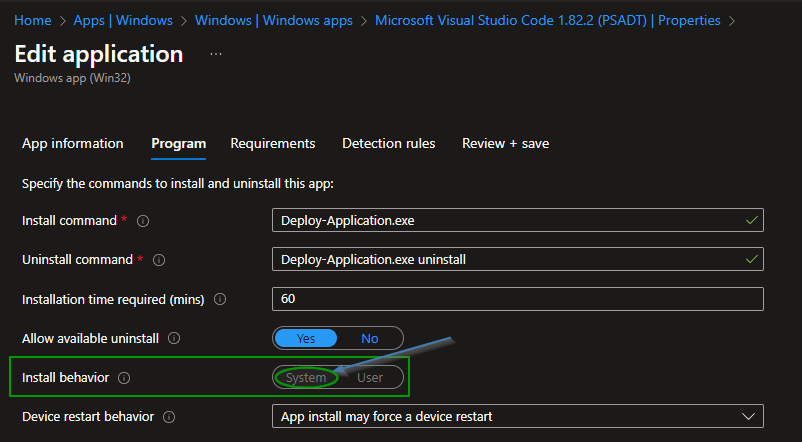 Home > Apps | Windows > Windows | Windows apps > Microsoft Visual Studio Code 1.82.2 (PSADT) | Properties >
Edit application ...
Windows app (Win32)
App information Program Requirements Detection rules Review + save
Specify the commands to install and uninstall this app:
Install command * Deploy-Application.exe
Uninstall command * Deploy-Application.exe uninstall
Installation time required (mins) 60
Allow available uninstall Yes No
Install behavior System User
Device restart behavior App install may force a device restart